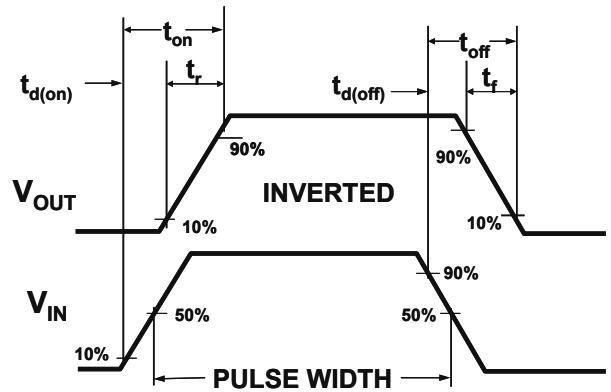 t_on
t_d(on)
t_r
t_off
t_d(off)
t_f
90%
90%
V_OUT
INVERTED
10%
10%
90%
V_IN
50%
50%
10%
PULSE WIDTH